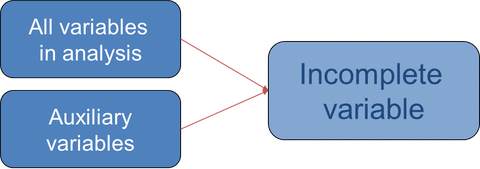 All variables
in analysis
Auxiliary
variables
Incomplete
variable